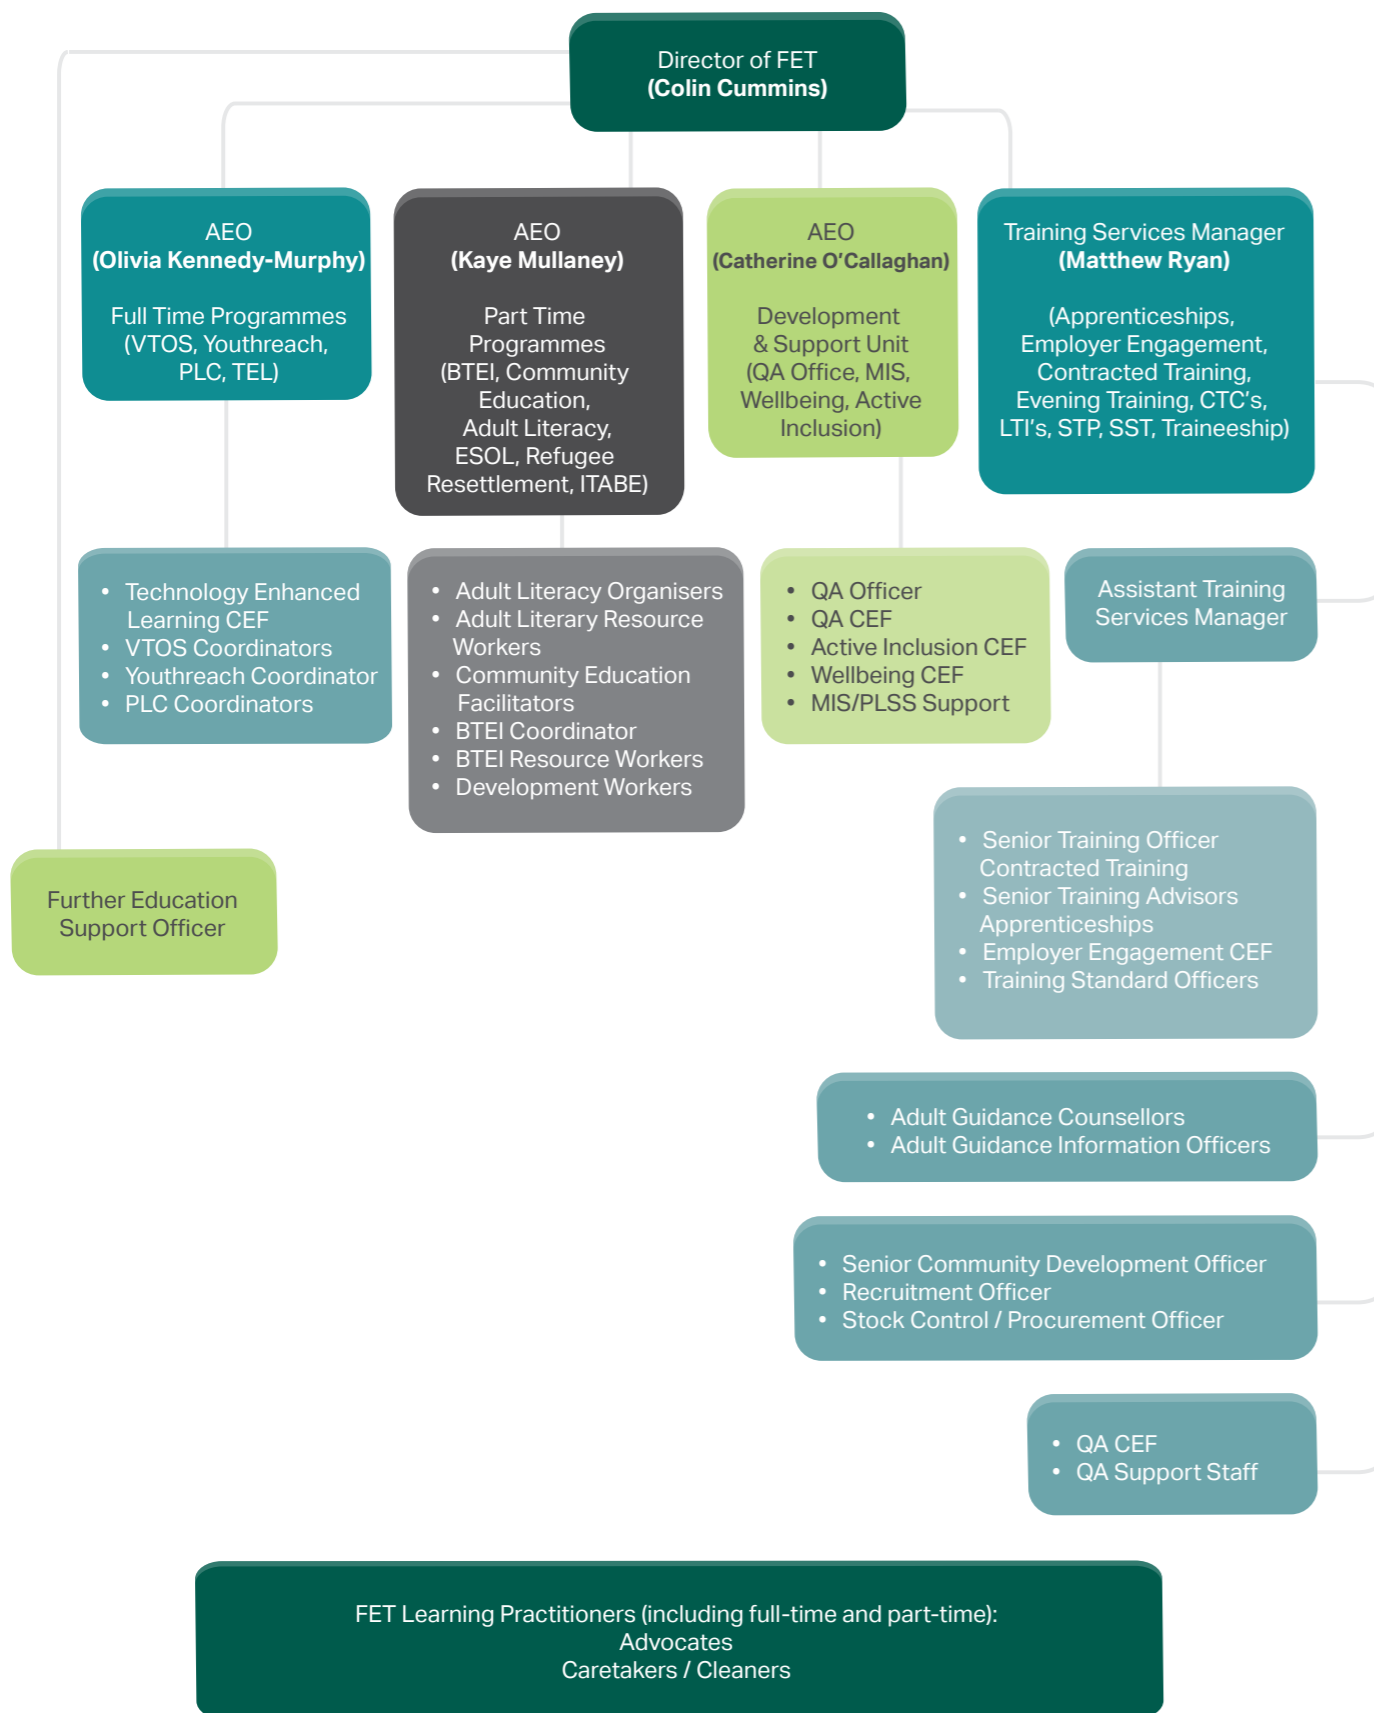 Director of FET
(Colin Cummins)
AEO
(Olivia Kennedy-Murphy)
Full Time Programmes
(VTOS, Youthreach,
PLC, TEL)
AEO
(Kaye Mullaney)
Part Time
Programmes
(BTEI, Community
Education,
Adult Literacy,
ESOL, Refugee
Resettlement, ITABE)
AEO
(Catherine O'Callaghan)
Development
& Support Unit
(QA Office, MIS,
Wellbeing, Active
Inclusion)
Training Services Manager
(Matthew Ryan)
(Apprenticeships,
Employer Engagement,
Contracted Training,
Evening Training, CTC's,
LTI's, STP, SST, Traineeship)
• Technology Enhanced
Learning CEF
• VTOS Coordinators
• Youthreach Coordinator
• PLC Coordinators
• Adult Literacy Organisers
• Adult Literary Resource
Workers
• Community Education
Facilitators
• BTEI Coordinator
• BTEI Resource Workers
• Development Workers
• QA Officer
• QA CEF
• Active Inclusion CEF
• Wellbeing CEF
• MIS/PLSS Support
Assistant Training
Services Manager
• Senior Training Officer
Contracted Training
• Senior Training Advisors
Apprenticeships
• Employer Engagement CEF
• Training Standard Officers
Further Education
Support Officer
• Adult Guidance Counsellors
• Adult Guidance Information Officers
• Senior Community Development Officer
• Recruitment Officer
• Stock Control / Procurement Officer
• QA CEF
• QA Support Staff
FET Learning Practitioners (including full-time and part-time):
Advocates
Caretakers / Cleaners